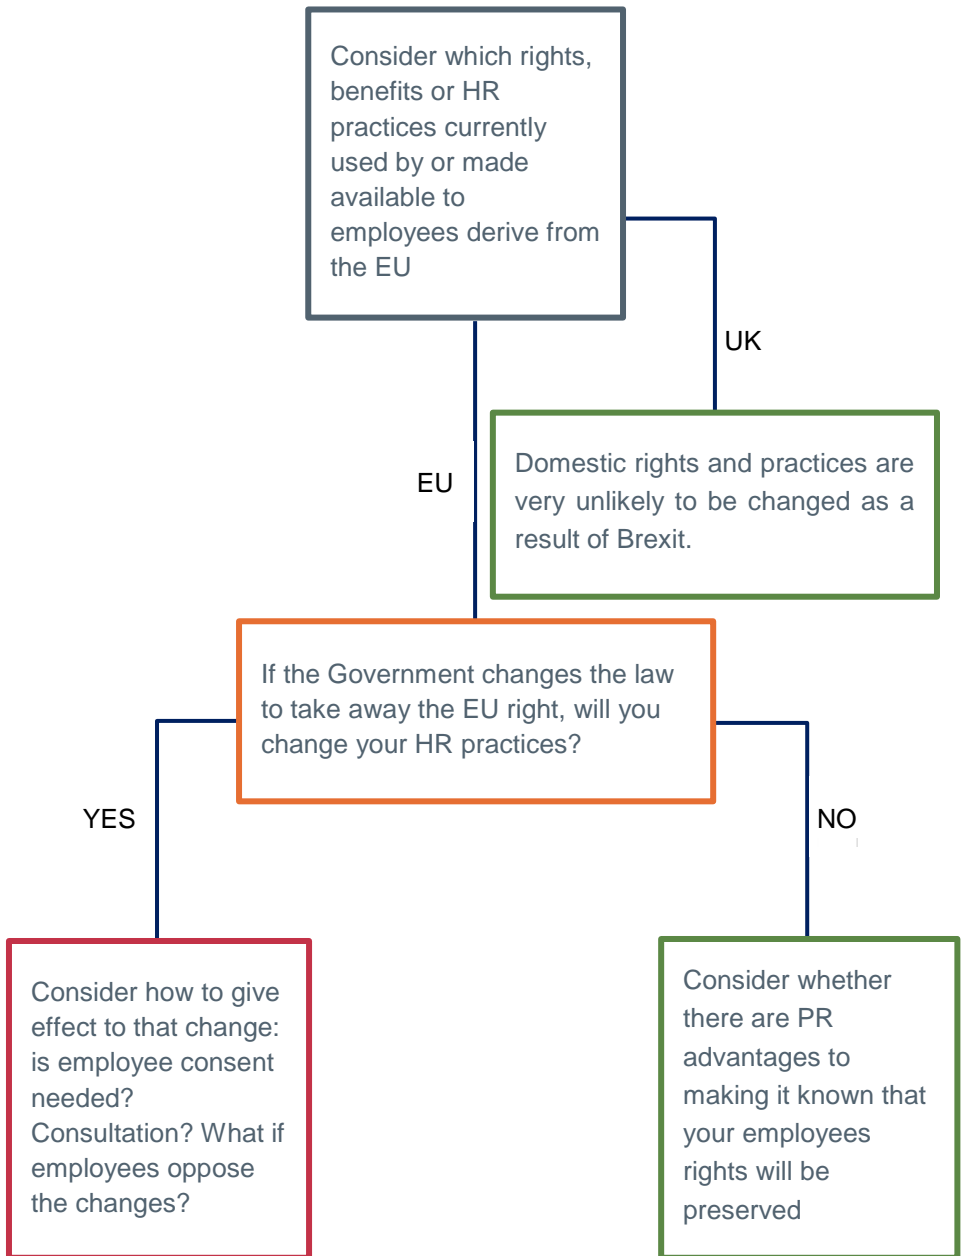 Consider which rights,
benefits or HR
practices currently
used by or made
available to
employees derive from
the EU
UK
EU
Domestic rights and practices are
very unlikely to be changed as a
result of Brexit.
If the Government changes the law
to take away the EU right, will you
change your HR practices?
YES
NO
Consider how to give
effect to that change:
is employee consent
needed?
Consultation? What if
employees oppose
the changes?
Consider whether
there are PR
advantages to
making it known that
your employees
rights will be
preserved